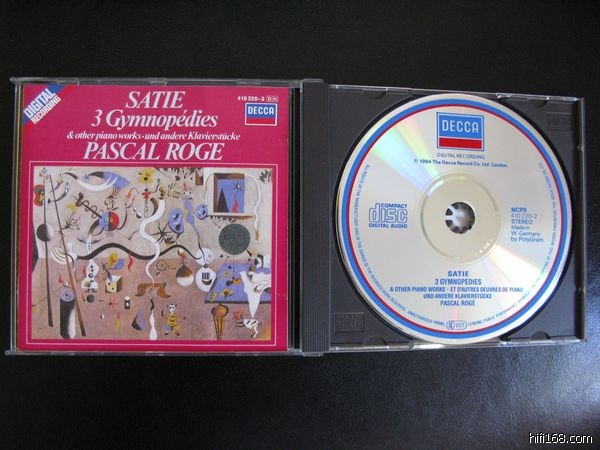 DIGITAL
RECORDING
SATIE
3 Gymnopédies
& other piano works·und andere Klavierstücke
PASCAL ROGE
410 220-2
DECCA
DECCA
DIGITAL RECORDING
℗ 1984 The Decca Record Co. Ltd. London.
COMPACT
disc
DIGITAL AUDIO
MCPS
410 220-2
STEREO
Made in
W. Germany
by PolyGram
SATIE
3 GYMNOPEDIES
& OTHER PIANO WORKS · ET D'AUTRES OEUVRES DE PIANO
UND ANDERE KLAVIERSTÜCKE
PASCAL ROGÉ
hifi168.com